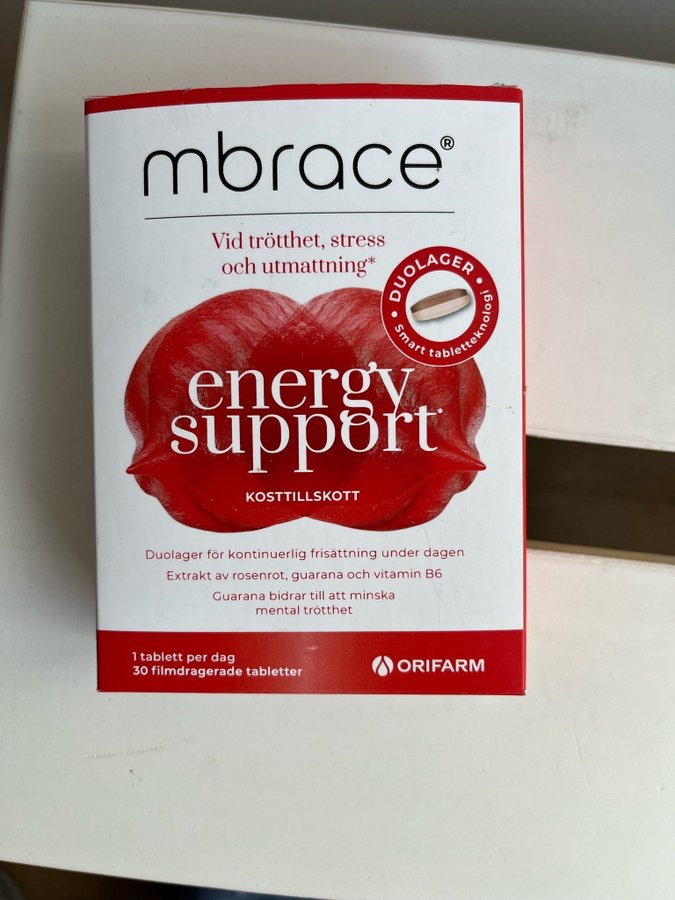 mbrace®
Vid trötthet, stress
och utmattning*
• DUOLAGER •
Smart tabletteknologi
energy
support*
KOSTTILLSKOTT
Duolager för kontinuerlig frisättning under dagen
Extrakt av rosenrot, guarana och vitamin B6
Guarana bidrar till att minska
mental trötthet
1 tablett per dag
30 filmdragerade tabletter
ORIFARM